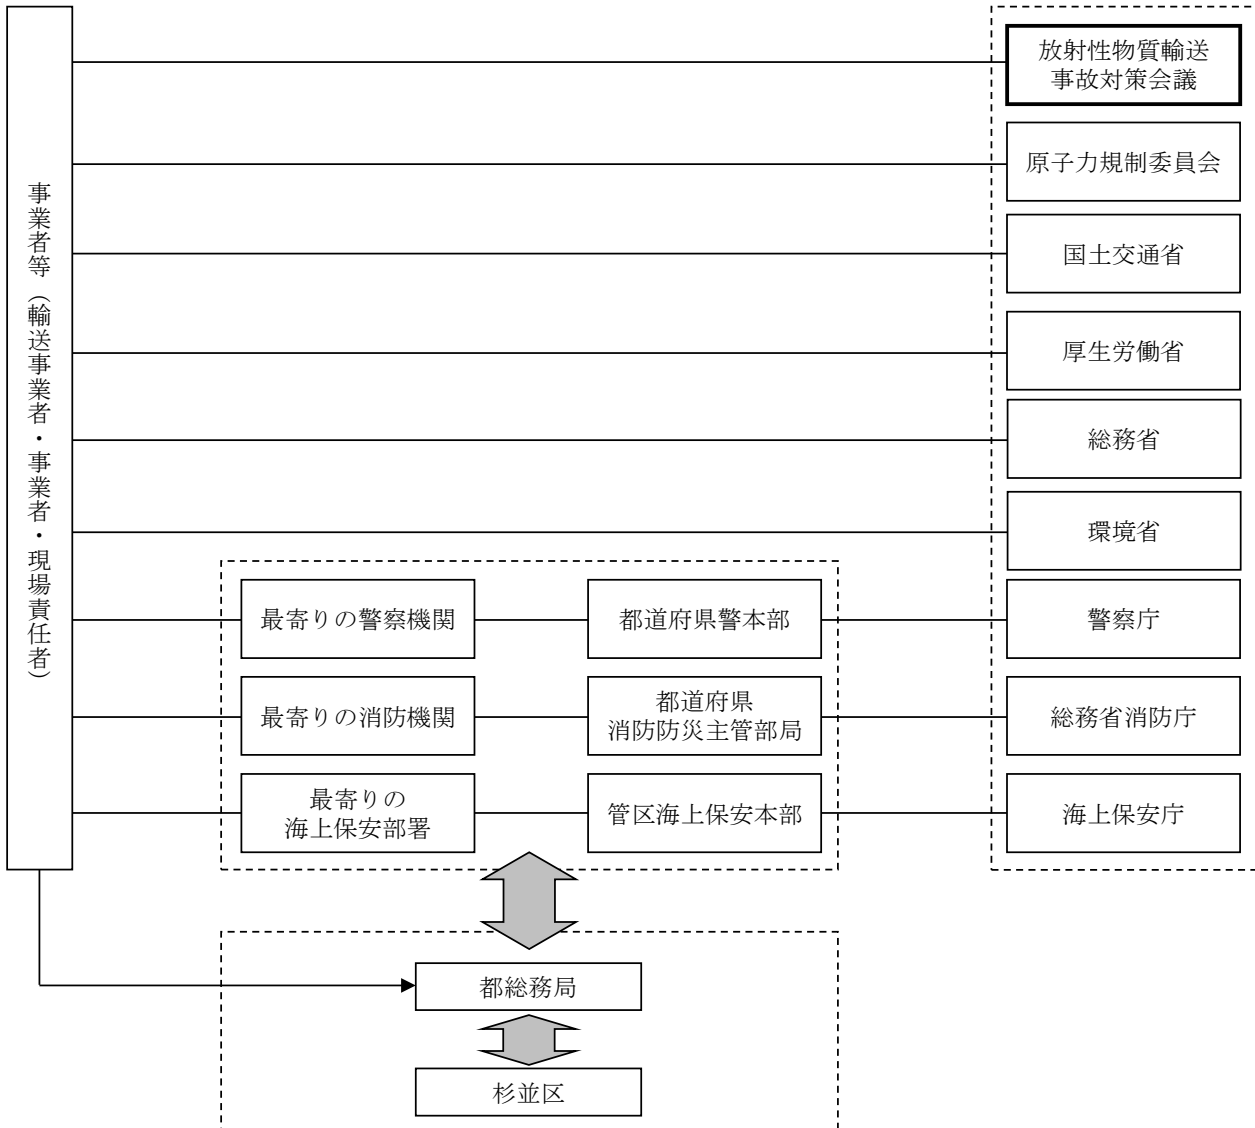 事業者等（輸送事業者・事業者・現場責任者）
放射性物質輸送
事故対策会議
原子力規制委員会
国土交通省
厚生労働省
総務省
環境省
最寄りの警察機関
都道府県警本部
警察庁
最寄りの消防機関
都道府県
消防防災主管部局
総務省消防庁
最寄りの
海上保安部署
管区海上保安本部
海上保安庁
都総務局
杉並区